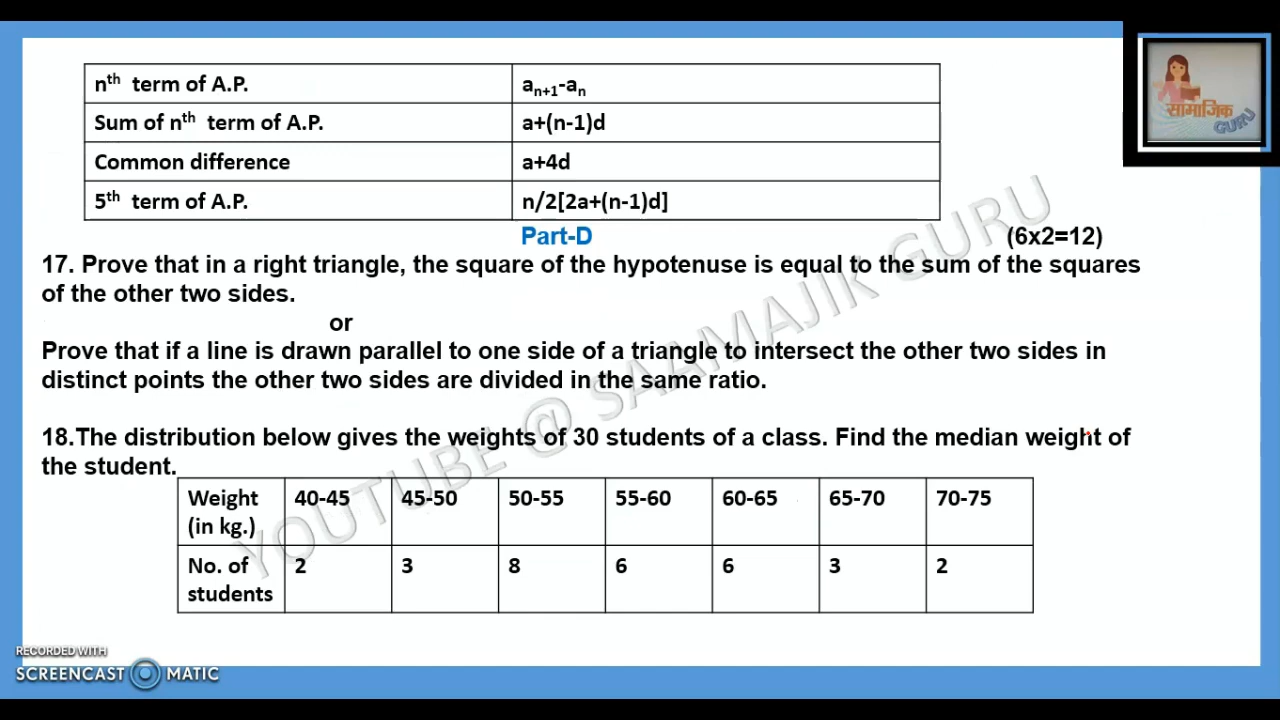 सामाजिक
GURU
nth term of A.P. an+1-an
Sum of nth term of A.P. a+(n-1)d
Common difference a+4d
5th term of A.P. n/2[2a+(n-1)d]
Part-D (6x2=12)
17. Prove that in a right triangle, the square of the hypotenuse is equal to the sum of the squares
of the other two sides.
or
Prove that if a line is drawn parallel to one side of a triangle to intersect the other two sides in
distinct points the other two sides are divided in the same ratio.
18.The distribution below gives the weights of 30 students of a class. Find the median weight of
the student.
Weight 40-45 45-50 50-55 55-60 60-65 65-70 70-75
(in kg.)
No. of 2 3 8 6 6 3 2
students
YOUTUBE @ SAAMAJIK GURU
RECORDED WITH
SCREENCAST MATIC